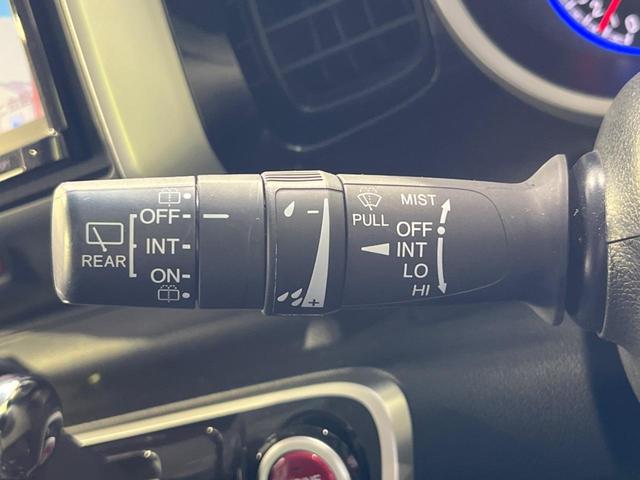 OFF
INT
ON
REAR
- +
PULL
MIST
OFF
INT
LO
HI